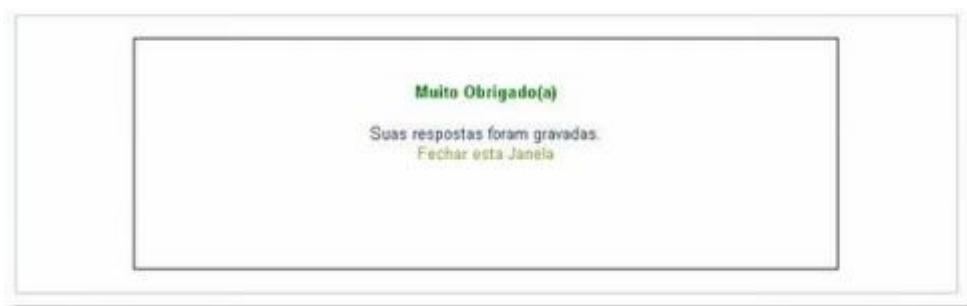 Muito Obrigado(a)
Suas respostas foram gravadas.
Fechar esta Janela